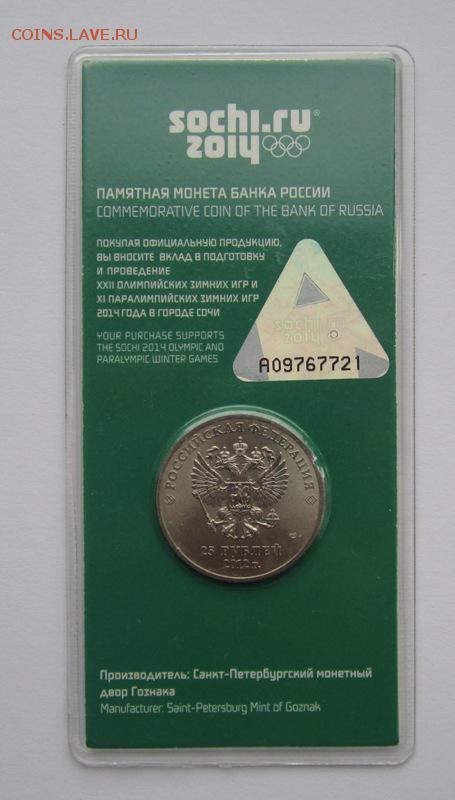 COINS.ЛАVE.РУ
sochi.ru®
2014
ПАМЯТНАЯ МОНЕТА БАНКА РОССИИ
COMMEMORATIVE COIN OF THE BANK OF RUSSIA
ПОКУПАЯ ОФИЦИАЛЬНУЮ ПРОДУКЦИЮ,
ВЫ ВНОСИТЕ ВКЛАД В ПОДГОТОВКУ
И ПРОВЕДЕНИЕ
XXII ОЛИМПИЙСКИХ ЗИМНИХ ИГР И
XI ПАРАЛИМПИЙСКИХ ЗИМНИХ ИГР
2014 ГОДА В ГОРОДЕ СОЧИ
YOUR PURCHASE SUPPORTS
THE SOCHI 2014 OLYMPIC AND
PARALYMPIC WINTER GAMES
sochi.ru
2014
A09767721
РОССИЙСКАЯ ФЕДЕРАЦИЯ
25 РУБЛЕЙ
2012 г.
Производитель: Санкт-Петербургский монетный
двор Гознака
Manufacturer: Saint-Petersburg Mint of Goznak